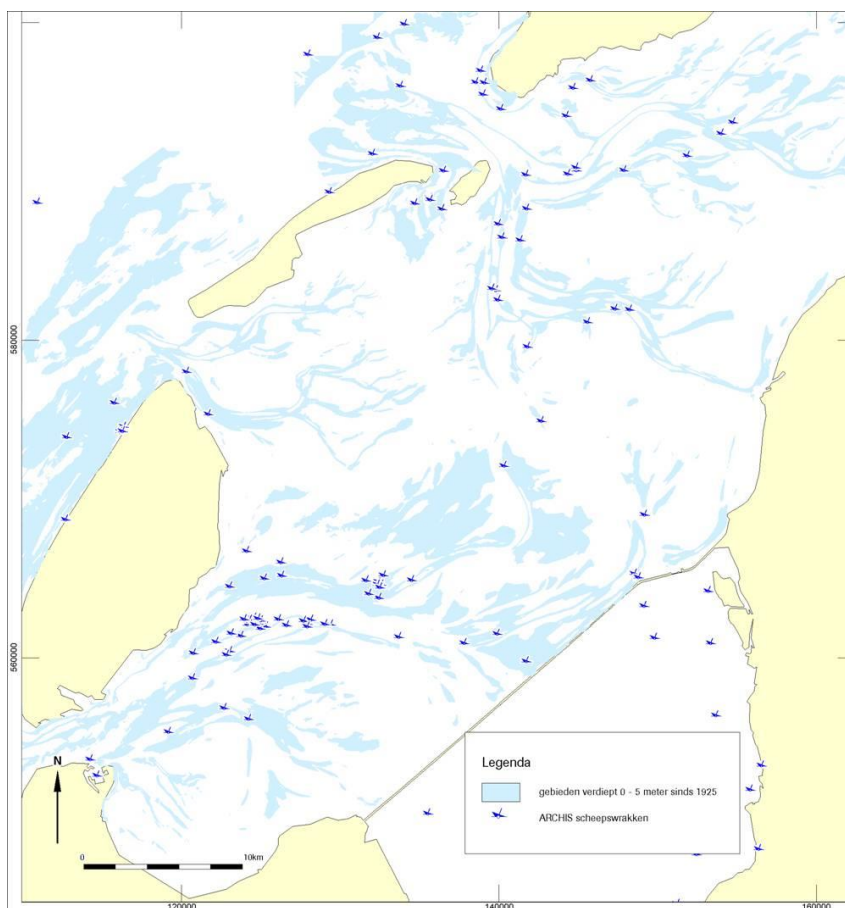 580000
560000
N
10km
0
Legenda
gebieden verdiept 0 - 5 meter sinds 1925
ARCHIS scheepswrakken
120000
140000
160000